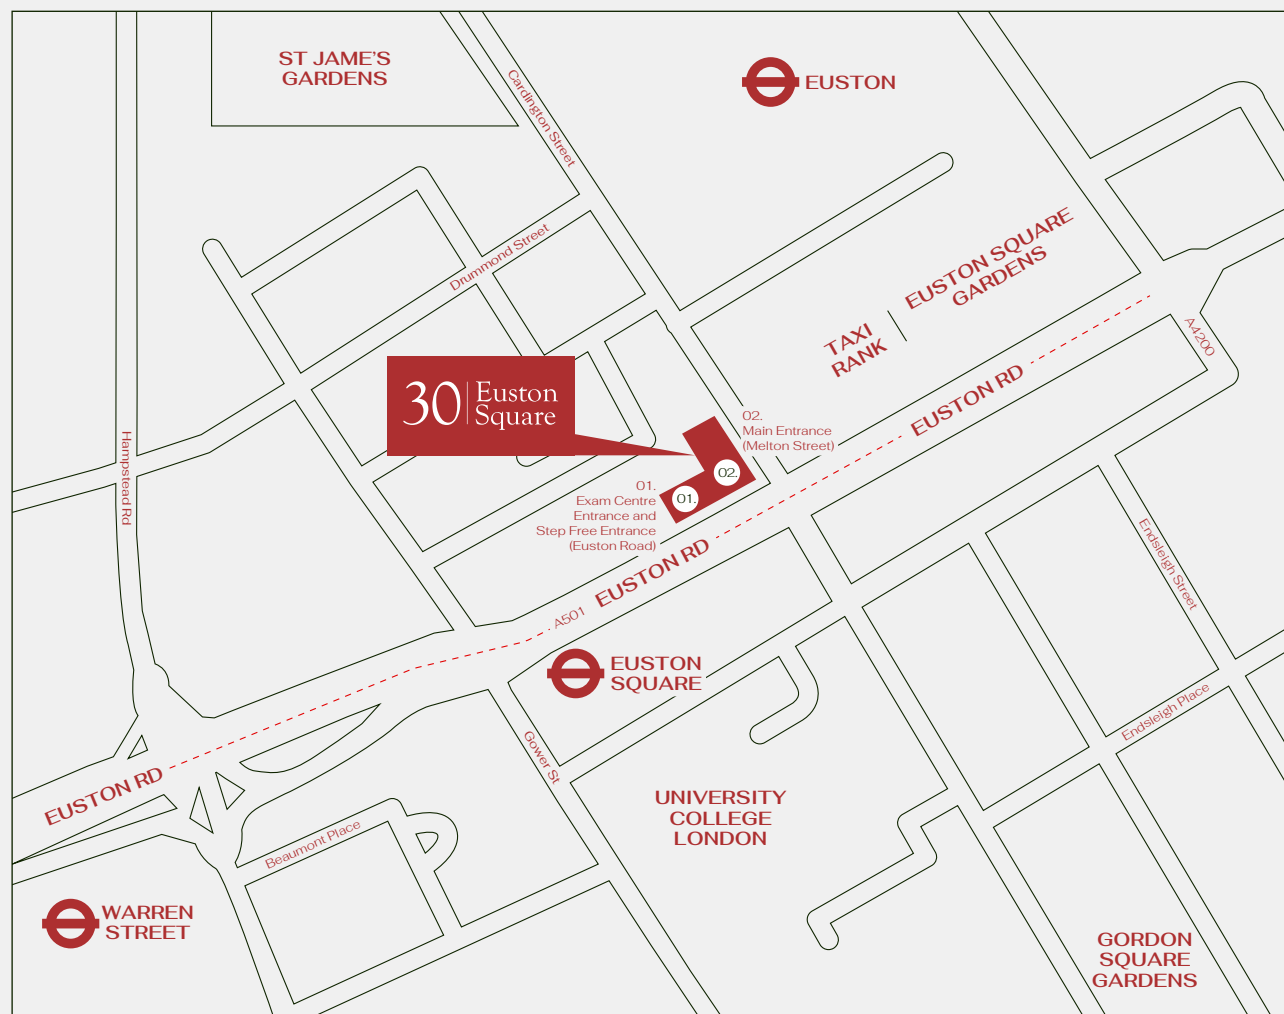 ST JAME'S
GARDENS
Cardington Street
EUSTON
Drummond Street
EUSTON SQUARE
GARDENS
TAXI
RANK
A4200
30
Euston
Square
EUSTON RD
02.
Main Entrance
(Melton Street)
Hampstead Rd
02.
01.
01.
Exam Centre
Entrance and
Step Free Entrance
(Euston Road)
Endsleigh Street
EUSTON RD
A501
EUSTON
SQUARE
Endsleigh Place
Gower St
EUSTON RD
UNIVERSITY
COLLEGE
LONDON
Beaumont Place
WARREN
STREET
GORDON
SQUARE
GARDENS